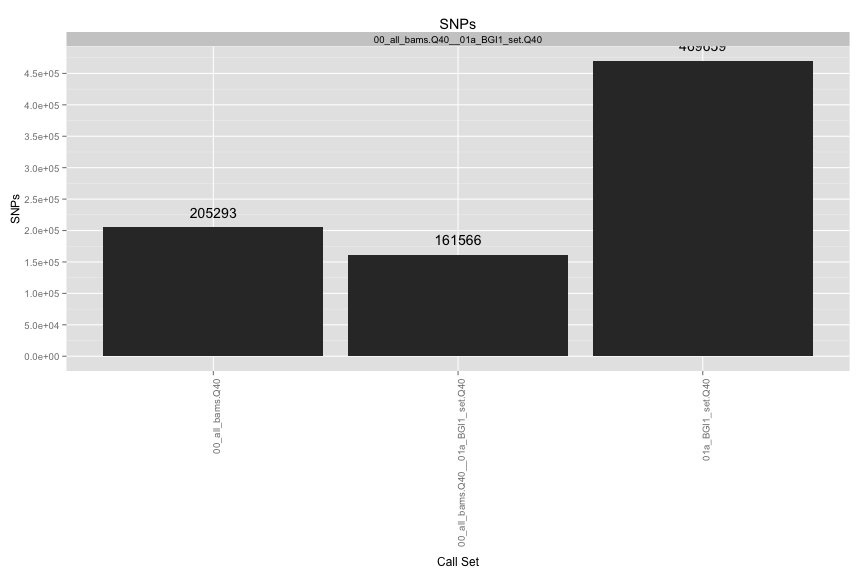 SNPs
00_all_bams.Q40__01a_BGI1_set.Q40
4.5e+05
4.0e+05
3.5e+05
3.0e+05
2.5e+05
2.0e+05
1.5e+05
1.0e+05
5.0e+04
0.0e+00
SNPs
205293
161566
00_all_bams.Q40
00_all_bams.Q40__01a_BGI1_set.Q40
01a_BGI1_set.Q40
Call Set